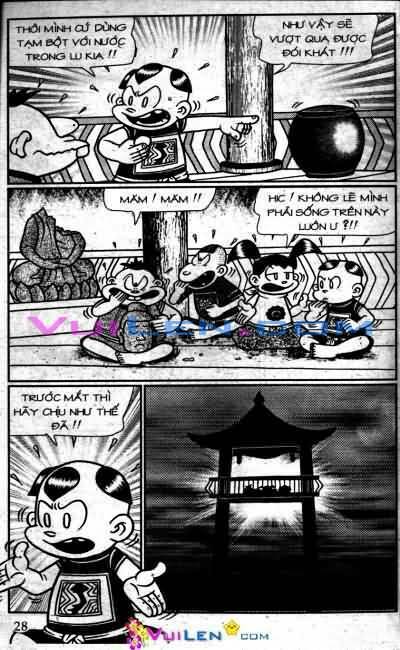 THÔI MÌNH CỨ DÙNG
TẠM BỘT VỚI NƯỚC
TRONG LU KIA !!
NHƯ VẬY SẼ
VƯỢT QUA ĐƯỢC
ĐÓI KHÁT !!!
MĂM ! MĂM !!
HIC ! KHÔNG LẼ MÌNH
PHẢI SỐNG TRÊN NÀY
LUÔN Ư ?!!
VUILEN.COM
TRƯỚC MẮT THÌ
HÃY CHỊU NHƯ THẾ
ĐÃ !!
28
VUILEN.COM